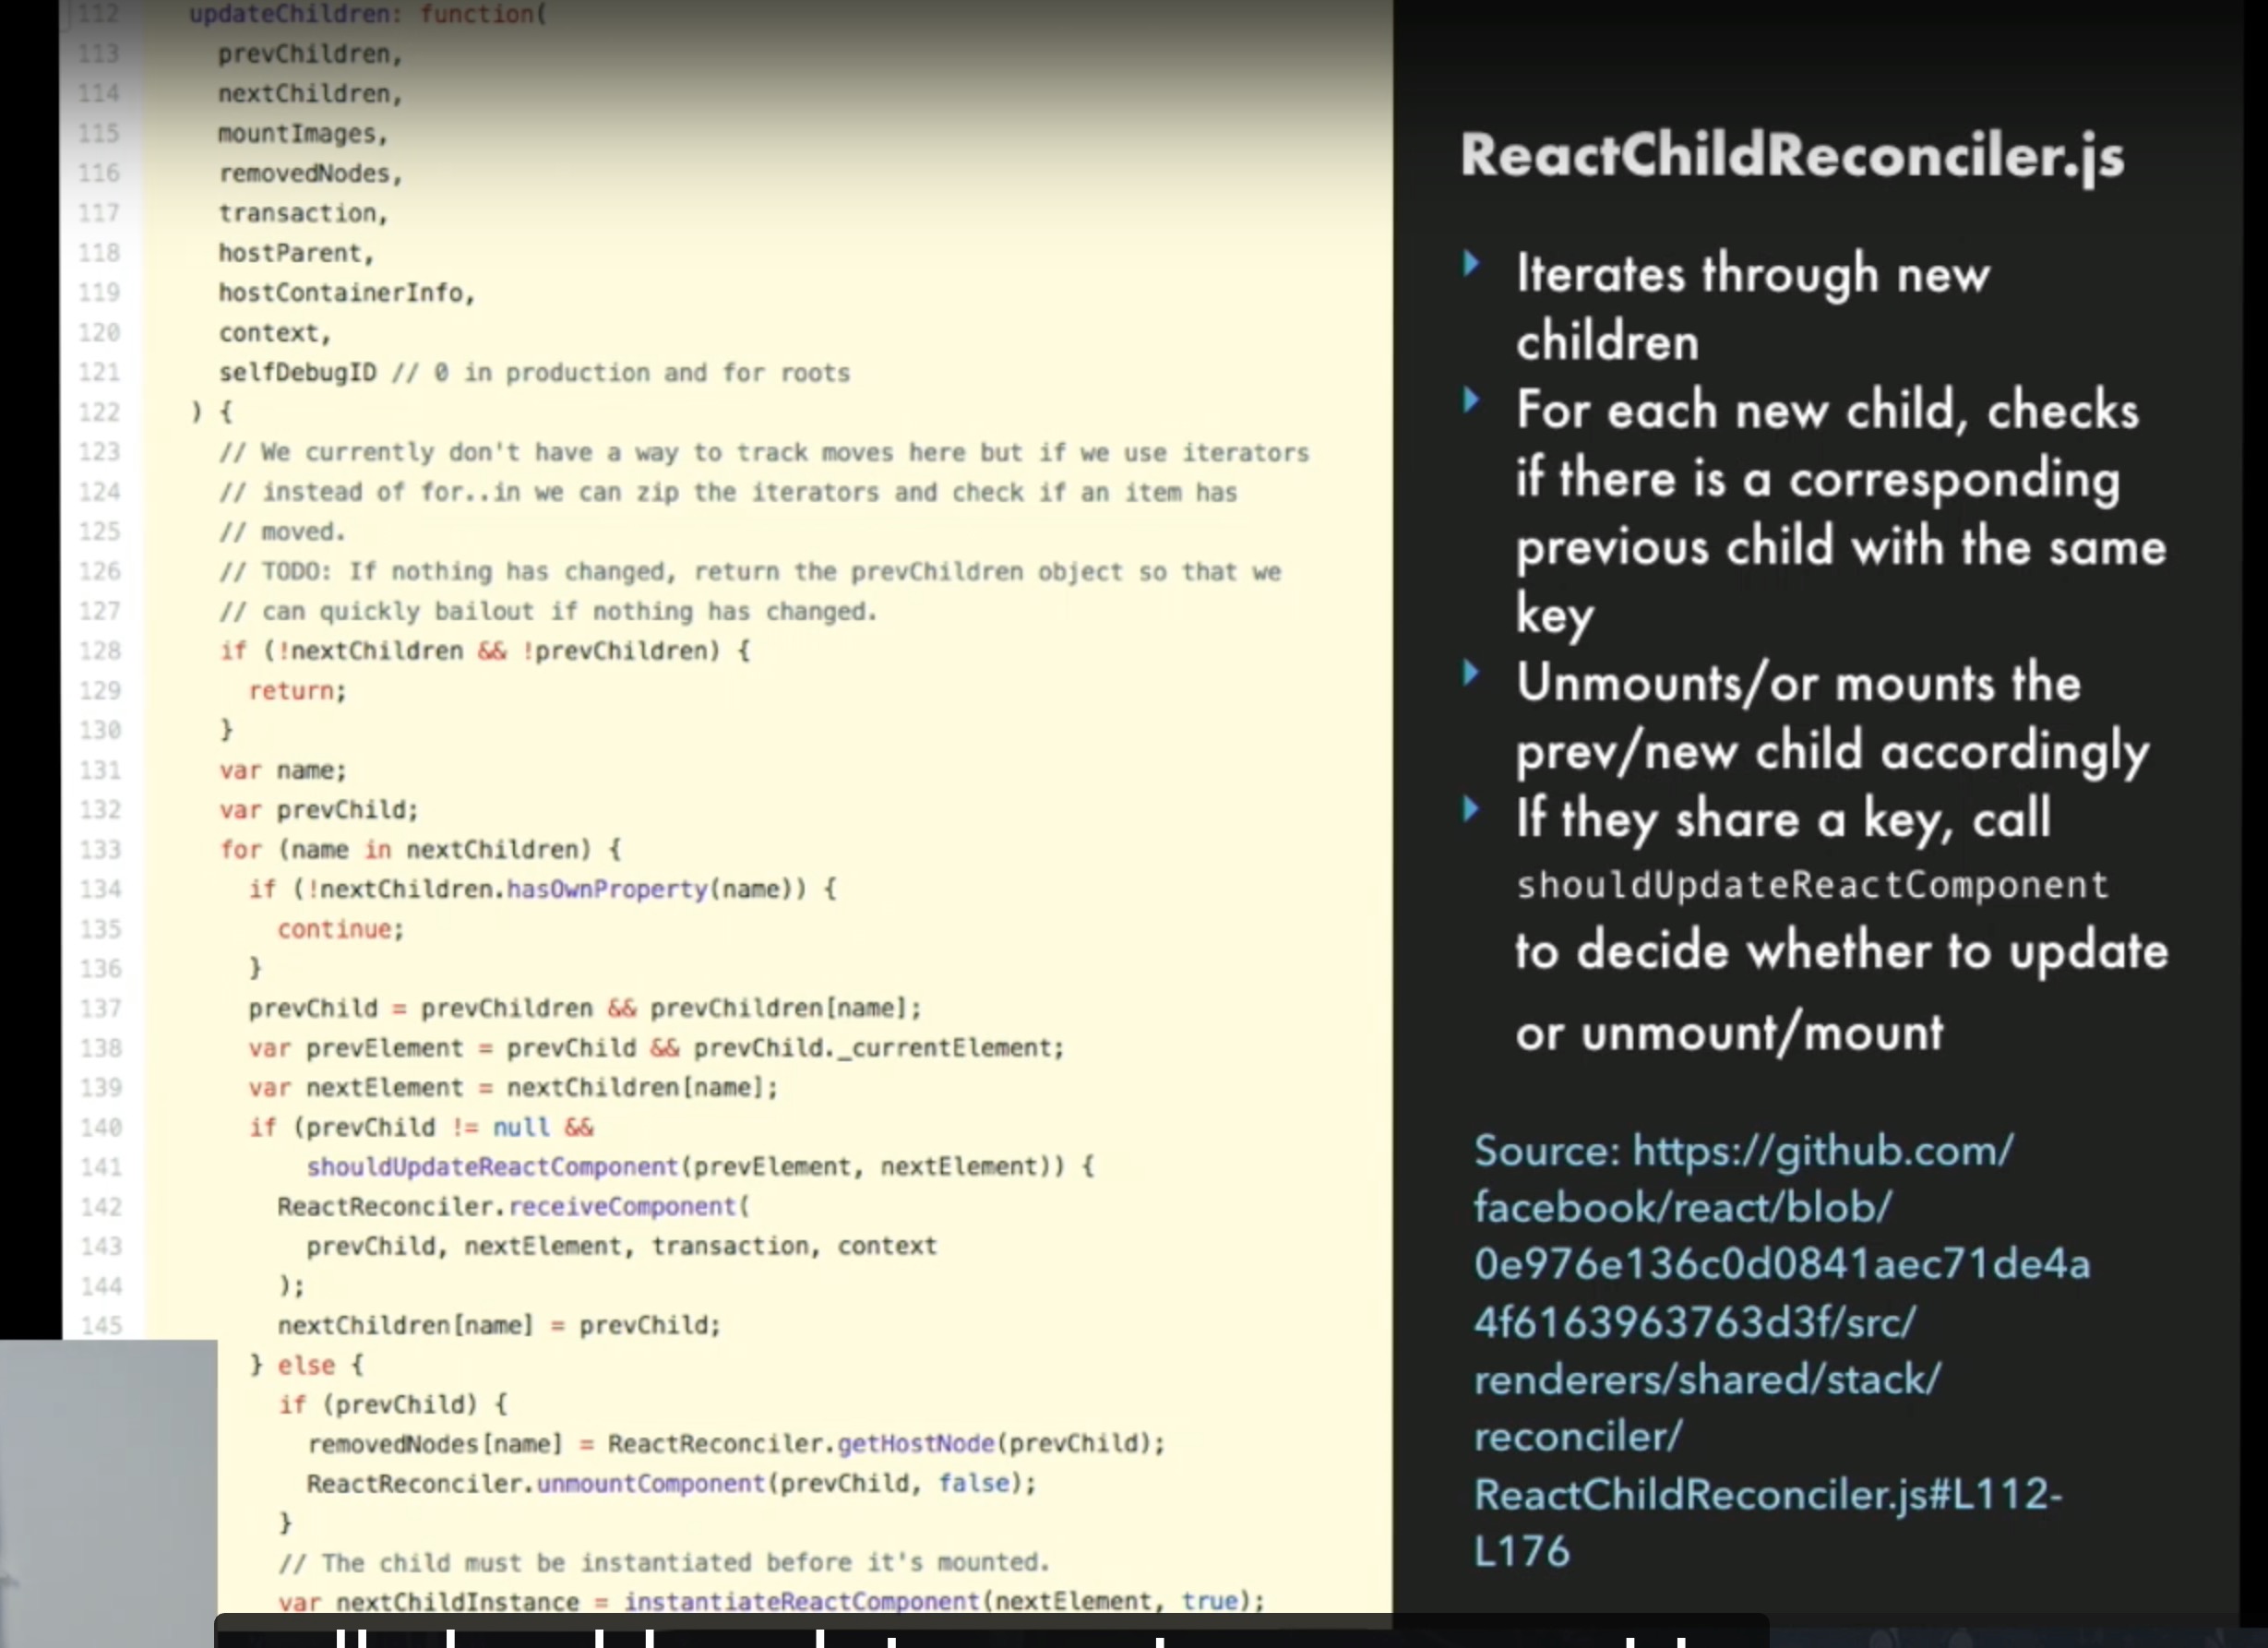 112 updateChildren: function(
113 prevChildren,
114 nextChildren,
115 mountImages,
116 removedNodes,
117 transaction,
118 hostParent,
119 hostContainerInfo,
120 context,
121 selfDebugID // 0 in production and for roots
122 ) {
123 // We currently don't have a way to track moves here but if we use iterators
124 // instead of for..in we can zip the iterators and check if an item has
125 // moved.
126 // TODO: If nothing has changed, return the prevChildren object so that we
127 // can quickly bailout if nothing has changed.
128 if (!nextChildren && !prevChildren) {
129 return;
130 }
131 var name;
132 var prevChild;
133 for (name in nextChildren) {
134 if (!nextChildren.hasOwnProperty(name)) {
135 continue;
136 }
137 prevChild = prevChildren && prevChildren[name];
138 var prevElement = prevChild && prevChild._currentElement;
139 var nextElement = nextChildren[name];
140 if (prevChild != null &&
141 shouldUpdateReactComponent(prevElement, nextElement)) {
142 ReactReconciler.receiveComponent(
143 prevChild, nextElement, transaction, context
144 );
145 nextChildren[name] = prevChild;
} else {
if (prevChild) {
removedNodes[name] = ReactReconciler.getHostNode(prevChild);
ReactReconciler.unmountComponent(prevChild, false);
}
// The child must be instantiated before it's mounted.
var nextChildInstance = instantiateReactComponent(nextElement, true);
ReactChildReconciler.js
Iterates through new
children
For each new child, checks
if there is a corresponding
previous child with the same
key
Unmounts/or mounts the
prev/new child accordingly
If they share a key, call
shouldUpdateReactComponent
to decide whether to update
or unmount/mount
Source: https://github.com/
facebook/react/blob/
0e976e136c0d0841aec71de4a
4f6163963763d3f/src/
renderers/shared/stack/
reconciler/
ReactChildReconciler.js#L112-
L176